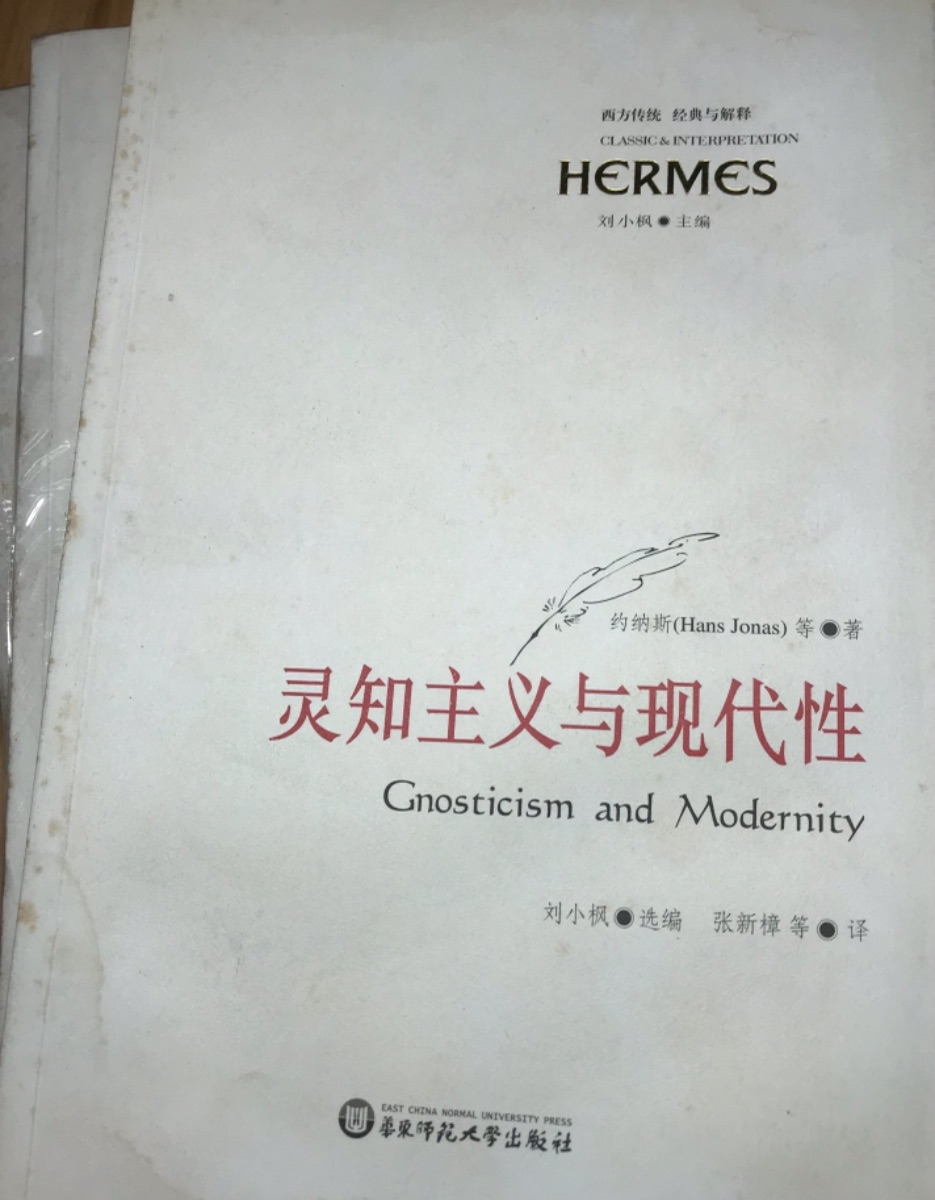 西方传统 经典与解释
CLASSIC & INTERPRETATION
HERMES
刘小枫●主编
约纳斯(Hans Jonas) 等●著
灵知主义与现代性
Gnosticism and Modernity
刘小枫●选编 张新樟 等●译
EAST CHINA NORMAL UNIVERSITY PRESS
华东师范大学出版社